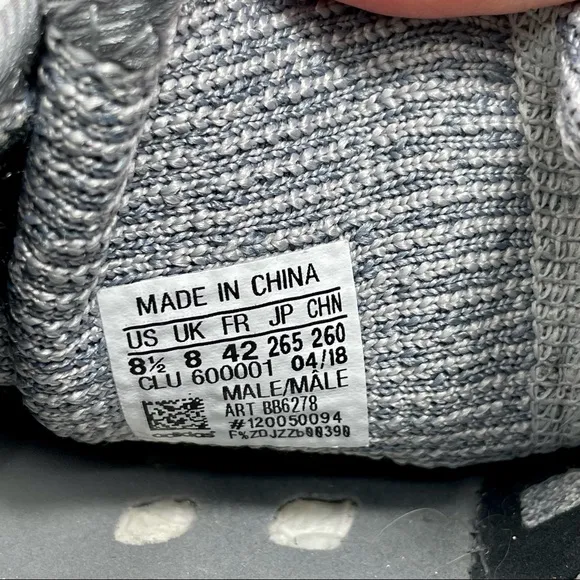 MADE IN CHINA
US UK FR JP CHN
8½ 8 42 265 260
CLU 600001 04/18
MALE/MÂLE
ART BB6278
#120050094
adidas F%ZDJZZb00390